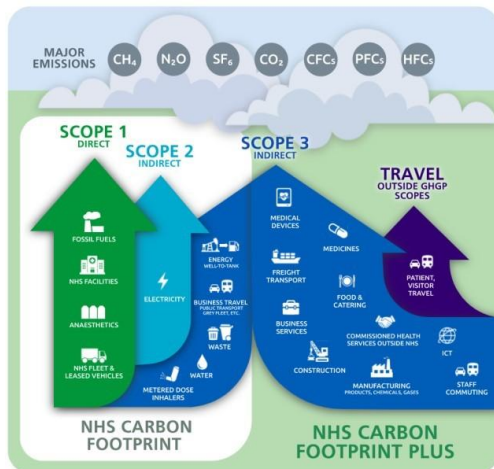 MAJOR
EMISSIONS
CH₄
N₂O
SF₆
CO₂
CFCs
PFCs
HFCs
SCOPE 1
DIRECT
SCOPE 2
INDIRECT
SCOPE 3
INDIRECT
TRAVEL
OUTSIDE GHGP
SCOPES
FOSSIL FUELS
NHS FACILITIES
ANAESTHETICS
NHS FLEET &
LEASED VEHICLES
ELECTRICITY
ENERGY
WELL-TO-TANK
BUSINESS TRAVEL
PUBLIC TRANSPORT
GREY FLEET, ETC.
WASTE
WATER
METERED DOSE
INHALERS
MEDICAL
DEVICES
MEDICINES
FREIGHT
TRANSPORT
FOOD &
CATERING
BUSINESS
SERVICES
COMMISSIONED HEALTH
SERVICES OUTSIDE NHS
CONSTRUCTION
MANUFACTURING
PRODUCTS, CHEMICALS, GASES
ICT
STAFF
COMMUTING
PATIENT,
VISITOR
TRAVEL
NHS CARBON
FOOTPRINT
NHS CARBON
FOOTPRINT PLUS